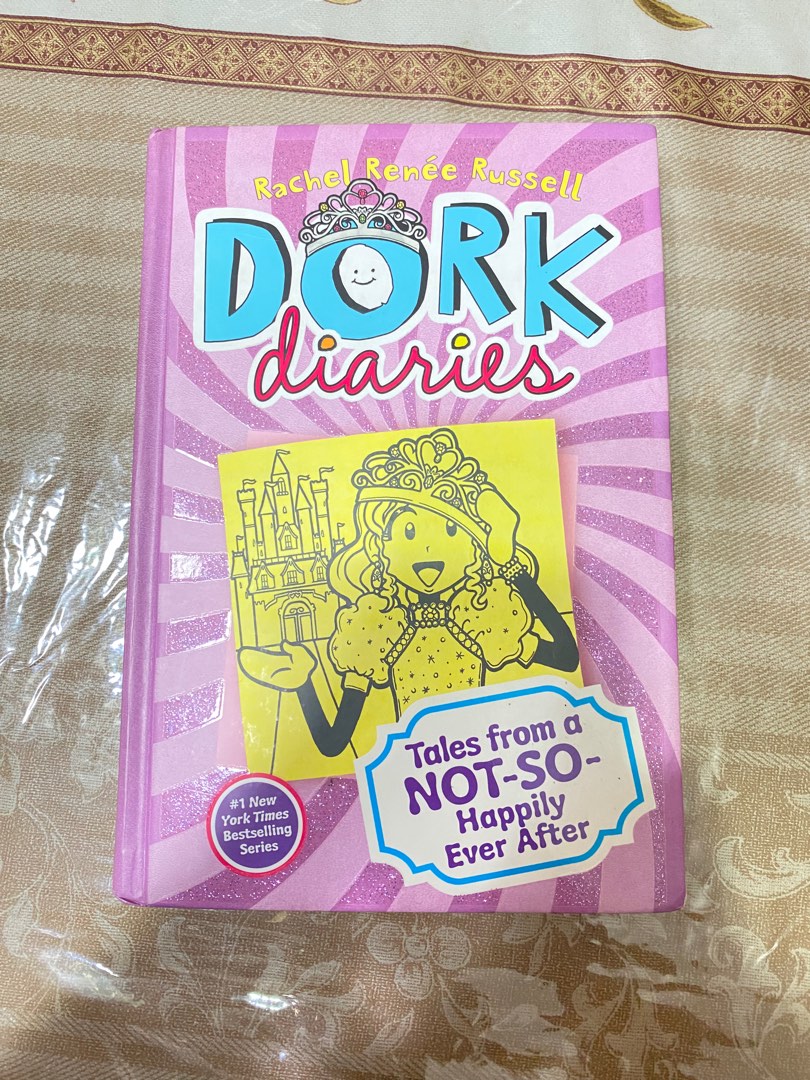 Rachel Renée Russell
DORK
diaries
Tales from a
NOT-SO-
Happily
Ever After
#1 New
York Times
Bestselling
Series